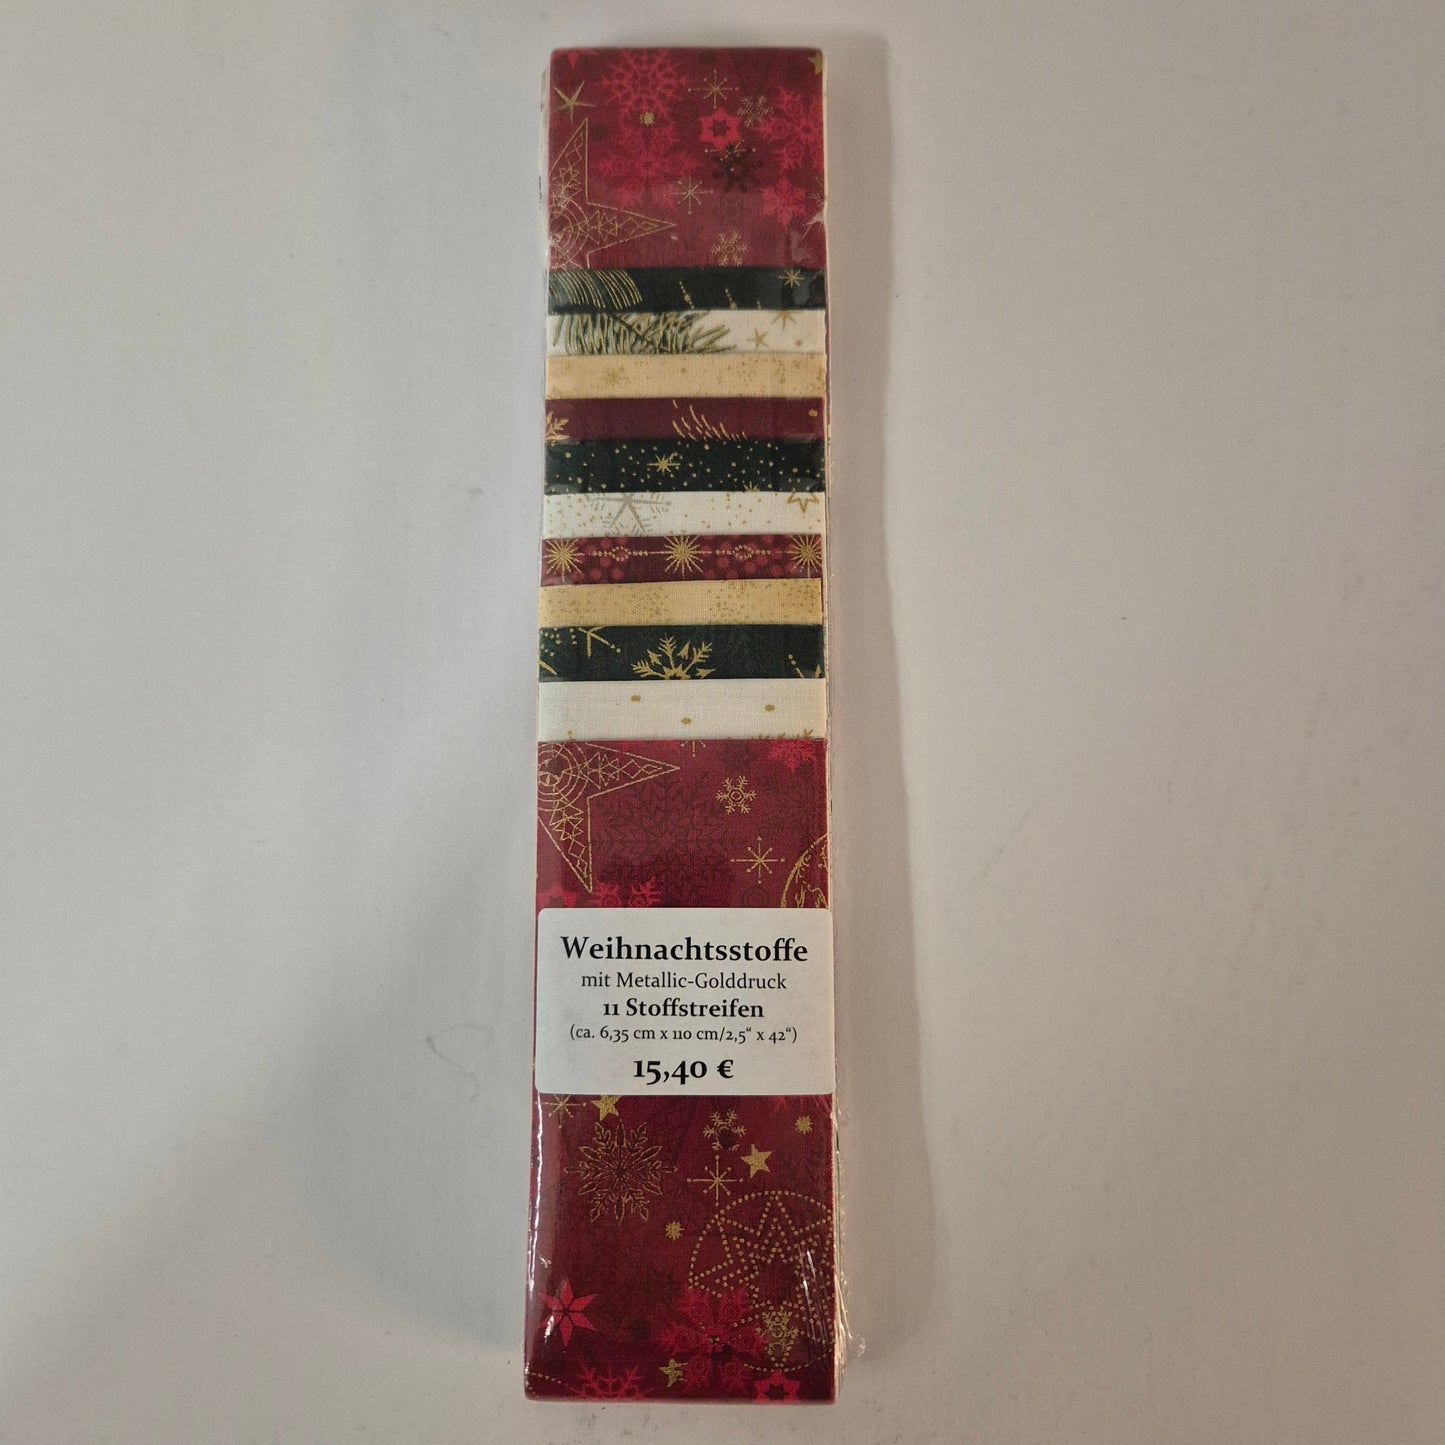 Weihnachtsstoffe
mit Metallic-Golddruck
11 Stoffstreifen
(ca. 6,35 cm x 110 cm/2,5“ x 42“)
15,40 €